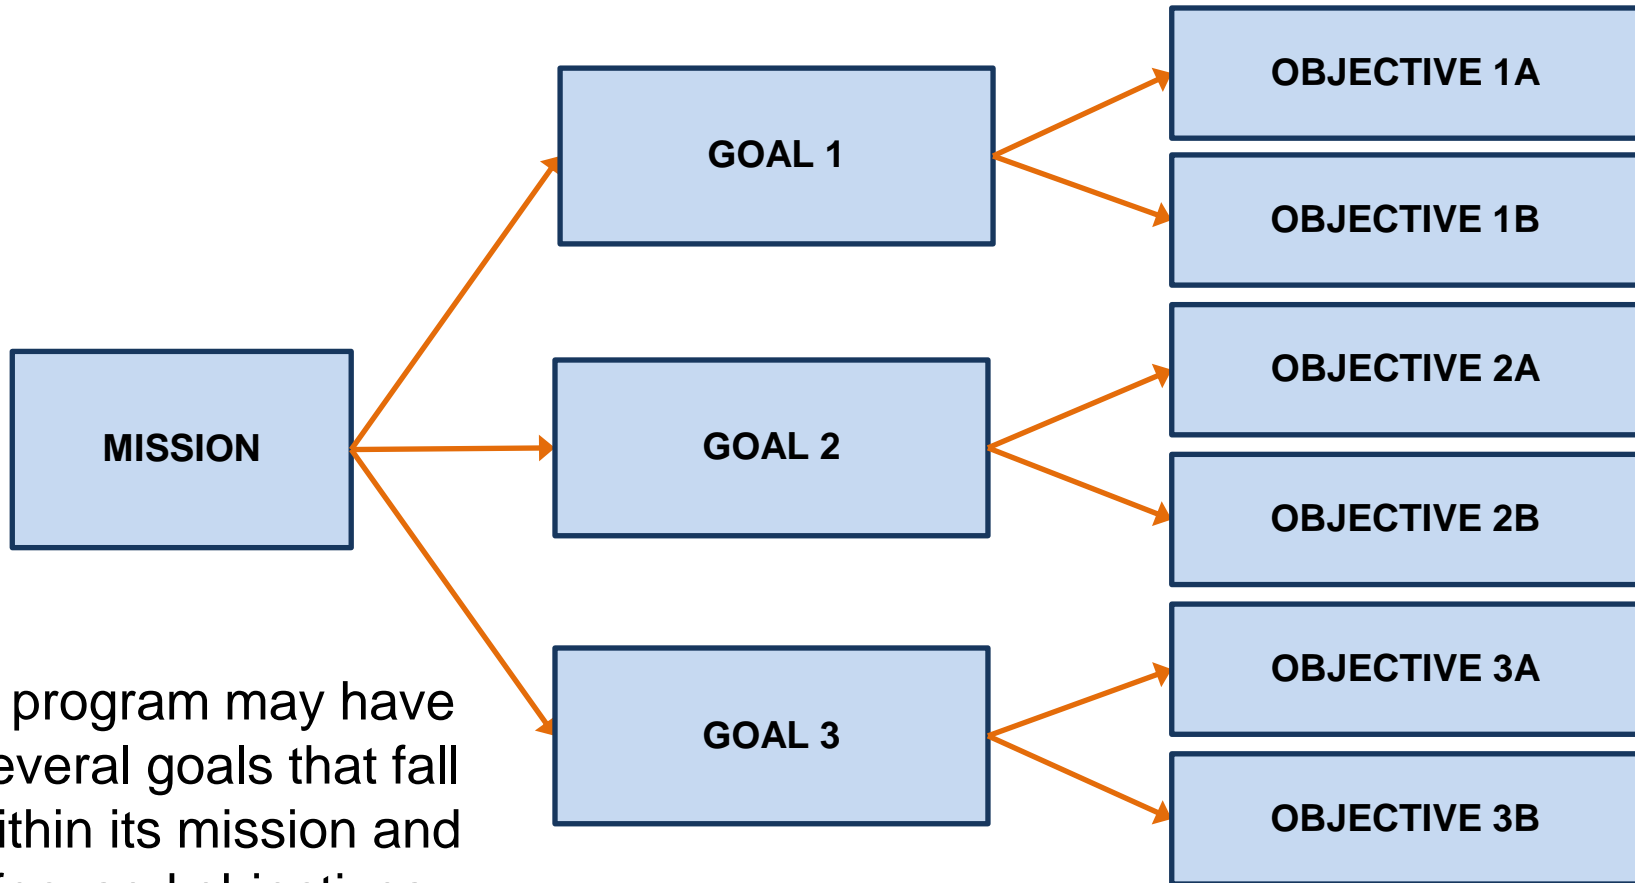 OBJECTIVE 1A
GOAL 1
OBJECTIVE 1B
OBJECTIVE 2A
MISSION
GOAL 2
OBJECTIVE 2B
OBJECTIVE 3A
GOAL 3
OBJECTIVE 3B
program may have
everal goals that fall
ithin its mission and
objectives